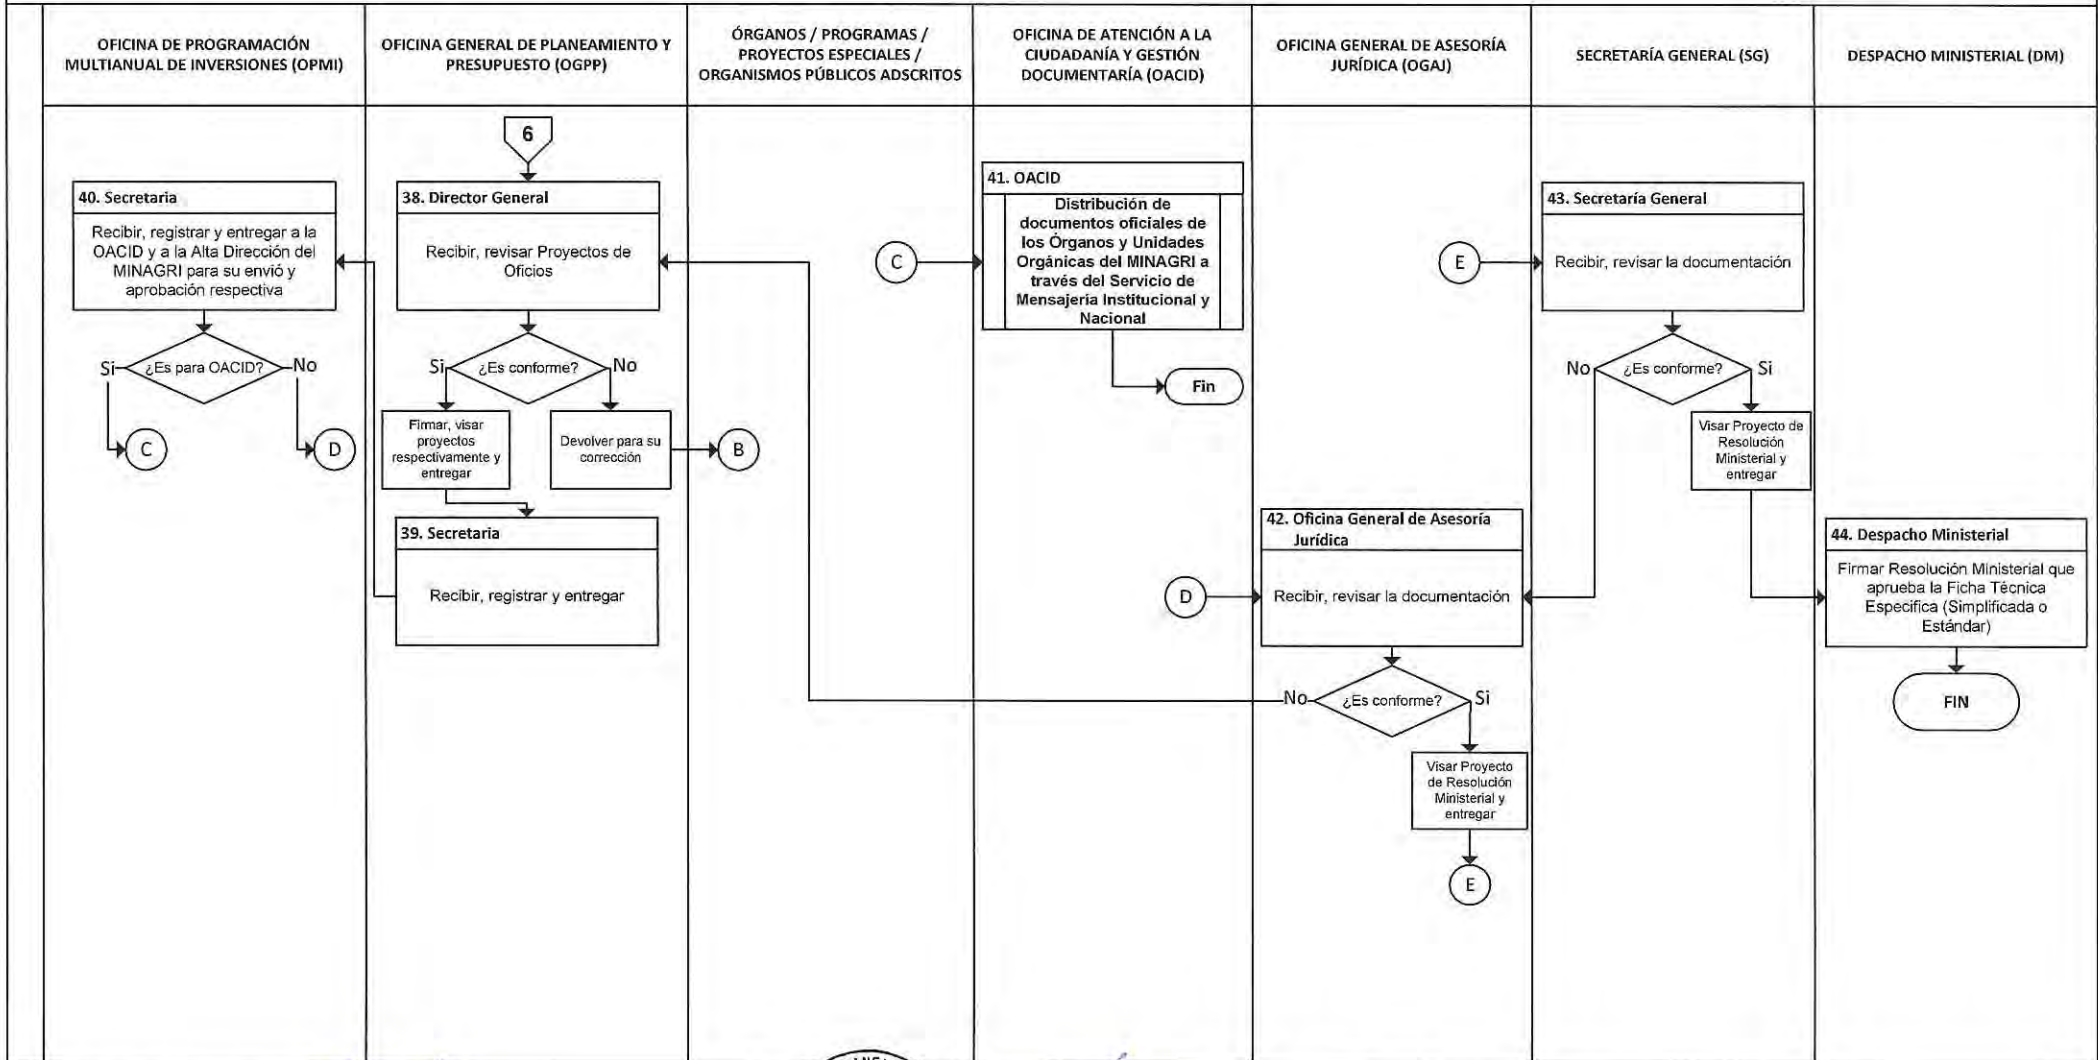 OFICINA DE PROGRAMACIÓN
MULTIANUAL DE INVERSIONES (OPMI)
OFICINA GENERAL DE PLANEAMIENTO Y
PRESUPUESTO (OGPP)
ÓRGANOS / PROGRAMAS /
PROYECTOS ESPECIALES /
ORGANISMOS PÚBLICOS ADSCRITOS
OFICINA DE ATENCIÓN A LA
CIUDADANÍA Y GESTIÓN
DOCUMENTARÍA (OACID)
OFICINA GENERAL DE ASESORÍA
JURÍDICA (OGAJ)
SECRETARÍA GENERAL (SG)
DESPACHO MINISTERIAL (DM)
40. Secretaria
Recibir, registrar y entregar a la
OACID y a la Alta Dirección del
MINAGRI para su envió y
aprobación respectiva
Si
¿Es para OACID?
No
C
D
6
38. Director General
Recibir, revisar Proyectos de
Oficios
Si
¿Es conforme?
No
Firmar, visar
proyectos
respectivamente y
entregar
Devolver para su
corrección
B
39. Secretaria
Recibir, registrar y entregar
C
41. OACID
Distribución de
documentos oficiales de
los Órganos y Unidades
Orgánicas del MINAGRI a
través del Servicio de
Mensajería Institucional y
Nacional
Fin
D
42. Oficina General de Asesoría
Jurídica
Recibir, revisar la documentación
No
¿Es conforme?
Si
Visar Proyecto
de Resolución
Ministerial y
entregar
E
E
43. Secretaría General
Recibir, revisar la documentación
No
¿Es conforme?
Si
Visar Proyecto de
Resolución
Ministerial y
entregar
44. Despacho Ministerial
Firmar Resolución Ministerial que
aprueba la Ficha Técnica
Especifica (Simplificada o
Estándar)
FIN